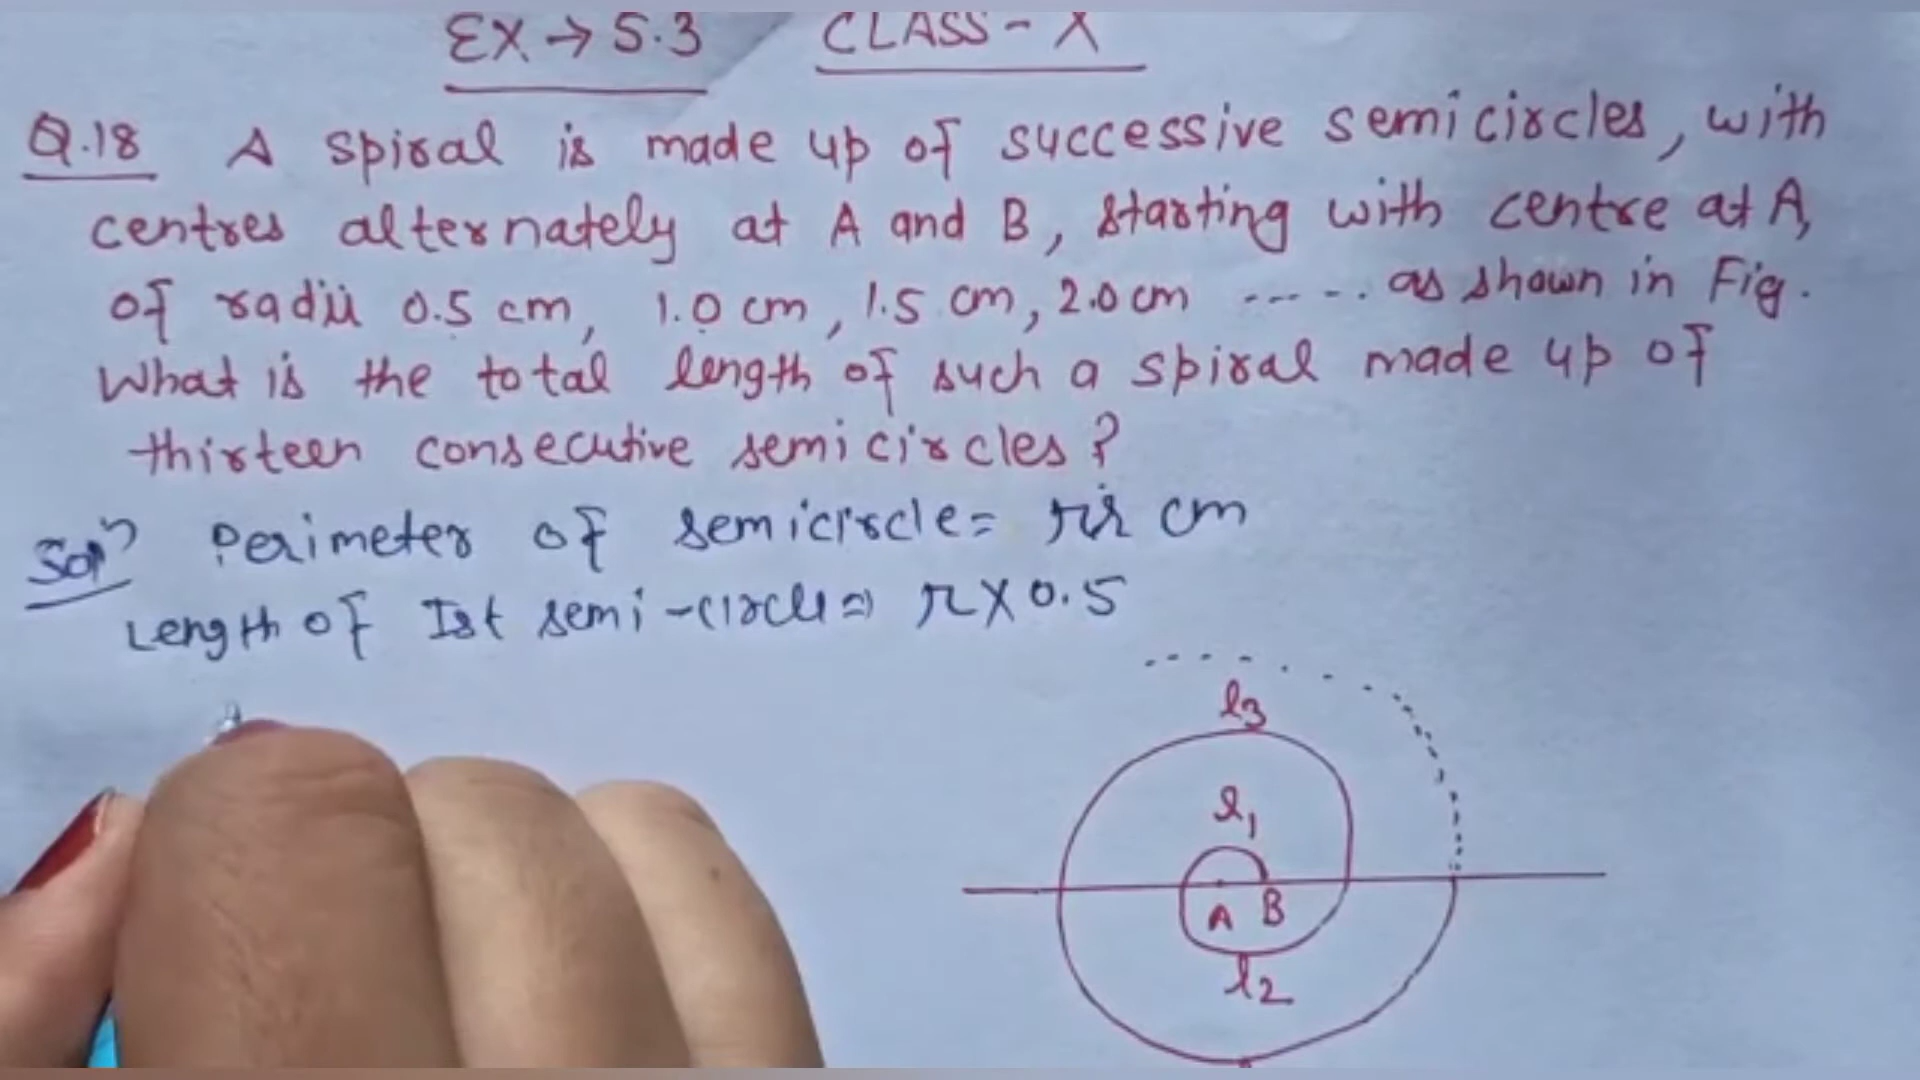 EX → 5.3 CLASS - X
Q.18 A spiral is made up of successive semicircles, with
centres alternately at A and B, starting with centre at A,
of radii 0.5 cm, 1.0 cm, 1.5 cm, 2.0 cm ------. as shown in Fig.
What is the total length of such a spiral made up of
thirteen consecutive semicircles?
Solⁿ Perimeter of semicircle = πr cm
Length of Ist semi-circle = π X 0.5
l3
l1
A B
l2